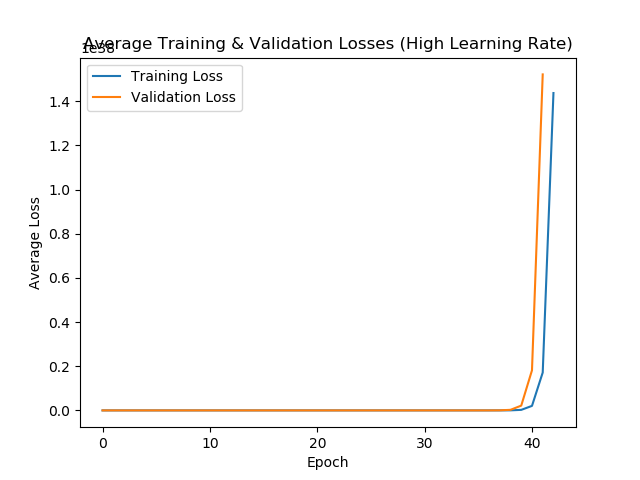 Average Training & Validation Losses (High Learning Rate)
1e38
Training Loss
Validation Loss
1.4
1.2
1.0
0.8
0.6
0.4
0.2
0.0
Average Loss
0 10 20 30 40
Epoch